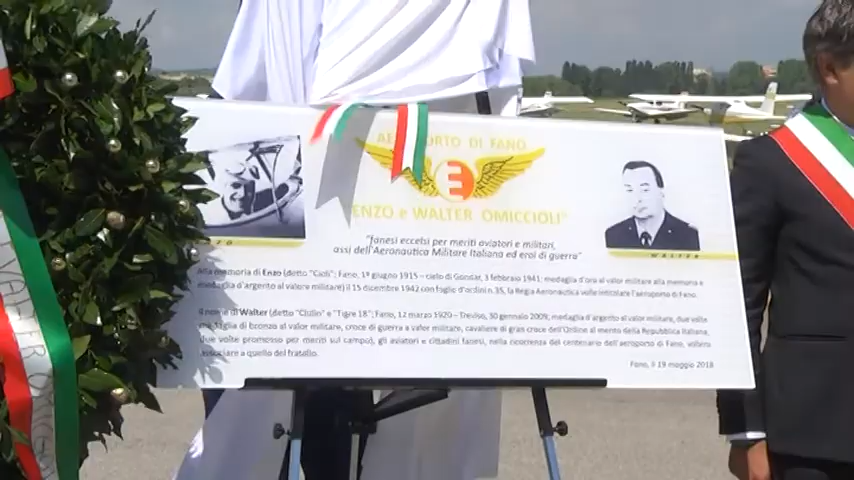 AEROPORTO DI FANO
E
"ENZO e WALTER OMICCIOLI"
WALTER
"fanesi eccelsi per meriti aviatori e militari,
assi dell'Aeronautica Militare Italiana ed eroi di guerra"
Alla memoria di Enzo (detto "Cioli"; Fano, 1º giugno 1915 – cielo di Gondar, 3 febbraio 1941; medaglia d'oro al valor militare alla memoria e
medaglia d'argento al valore militare) il 15 dicembre 1942 con foglio d'ordini n.35, la Regia Aeronautica volle intitolare l'aeroporto di Fano.
nome di Walter (detto e "Tigre 18"; Fano, 12 marzo 1920 – Treviso, 30 gennaio 2009; medaglia d'argento al valor militare, due volte
medaglia di bronzo al valor militare, croce di guerra a valor militare, cavaliere di gran croce dell'Ordine al merito della Repubblica Italiana,
due volte promosso per meriti sul campo), gli aviatori e cittadini fanesi, nella ricorrenza del centenario dell'aeroporto di Fano, vollero
associare a quello del fratello.
Fano, il 19 maggio 2018